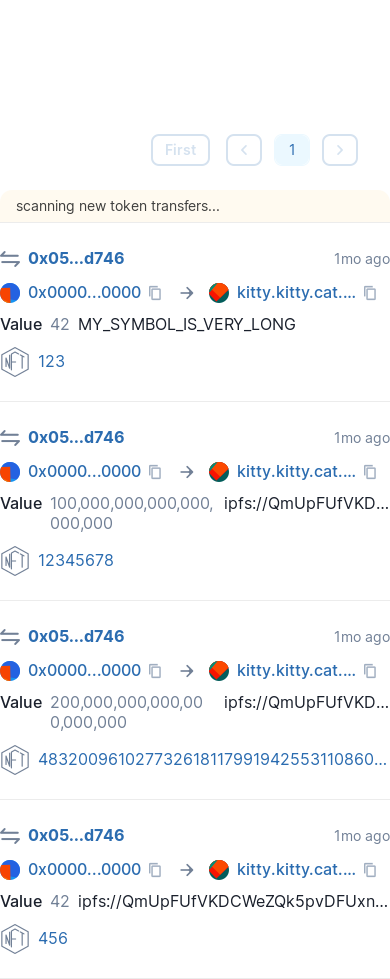 First 1
scanning new token transfers...
0x05...d746 1mo ago
0x0000...0000 → kitty.kitty.cat....
Value 42 MY_SYMBOL_IS_VERY_LONG
NFT 123
0x05...d746 1mo ago
0x0000...0000 → kitty.kitty.cat....
Value 100,000,000,000,000, ipfs://QmUpFUfVKD...
000,000
NFT 12345678
0x05...d746 1mo ago
0x0000...0000 → kitty.kitty.cat....
Value 200,000,000,000,00 ipfs://QmUpFUfVKD...
0,000,000
NFT 483200961027732618117991942553110860...
0x05...d746 1mo ago
0x0000...0000 → kitty.kitty.cat....
Value 42 ipfs://QmUpFUfVKDCWeZQk5pvDFUxn...
NFT 456